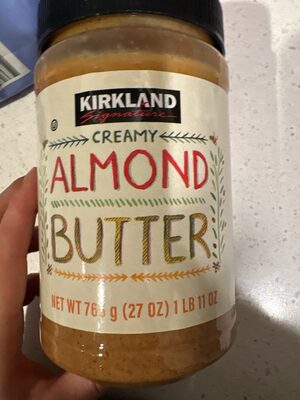 KIRKLAND
Signature
CREAMY
ALMOND
BUTTER
NET WT g (27 OZ) 1 LB 11 OZ